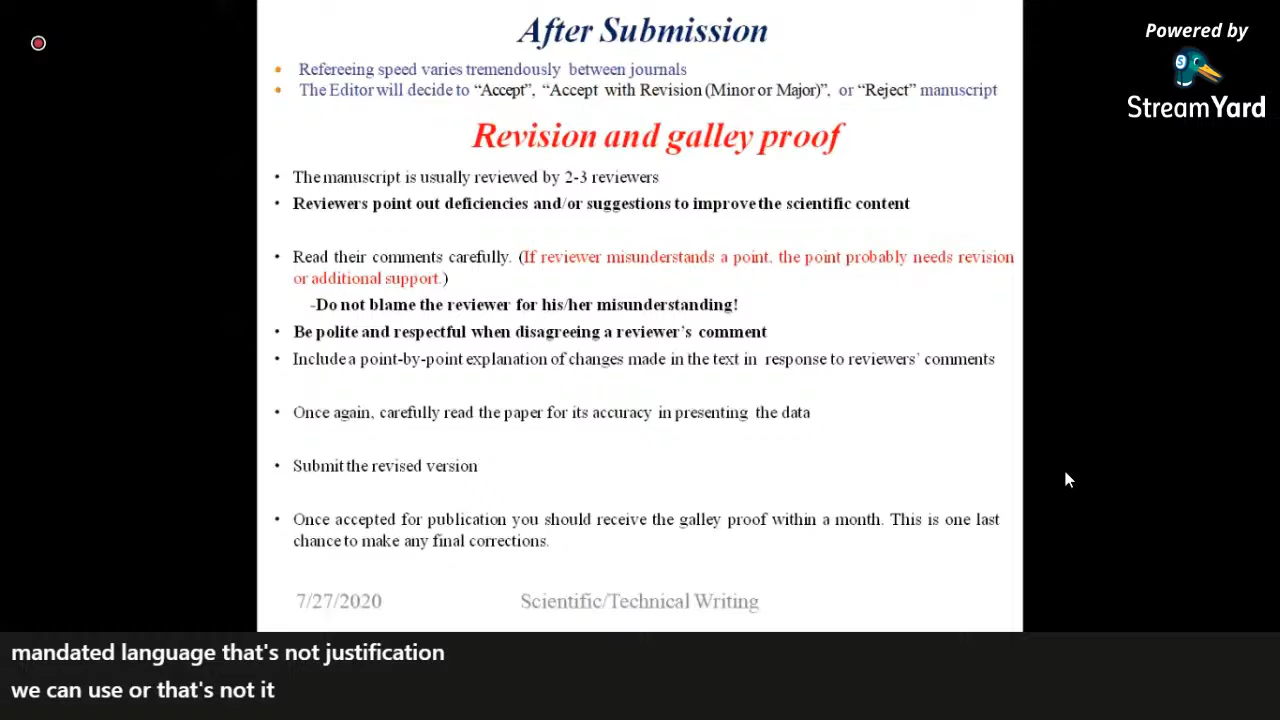 After Submission
Powered by
StreamYard
• Refereeing speed varies tremendously between journals
• The Editor will decide to “Accept”, “Accept with Revision (Minor or Major)”, or “Reject” manuscript
Revision and galley proof
• The manuscript is usually reviewed by 2-3 reviewers
• Reviewers point out deficiencies and/or suggestions to improve the scientific content
• Read their comments carefully. (If reviewer misunderstands a point, the point probably needs revision
or additional support.)
-Do not blame the reviewer for his/her misunderstanding!
• Be polite and respectful when disagreeing a reviewer’s comment
• Include a point-by-point explanation of changes made in the text in response to reviewers’ comments
• Once again, carefully read the paper for its accuracy in presenting the data
• Submit the revised version
• Once accepted for publication you should receive the galley proof within a month. This is one last
chance to make any final corrections.
7/27/2020
Scientific/Technical Writing
mandated language that's not justification
we can use or that's not it